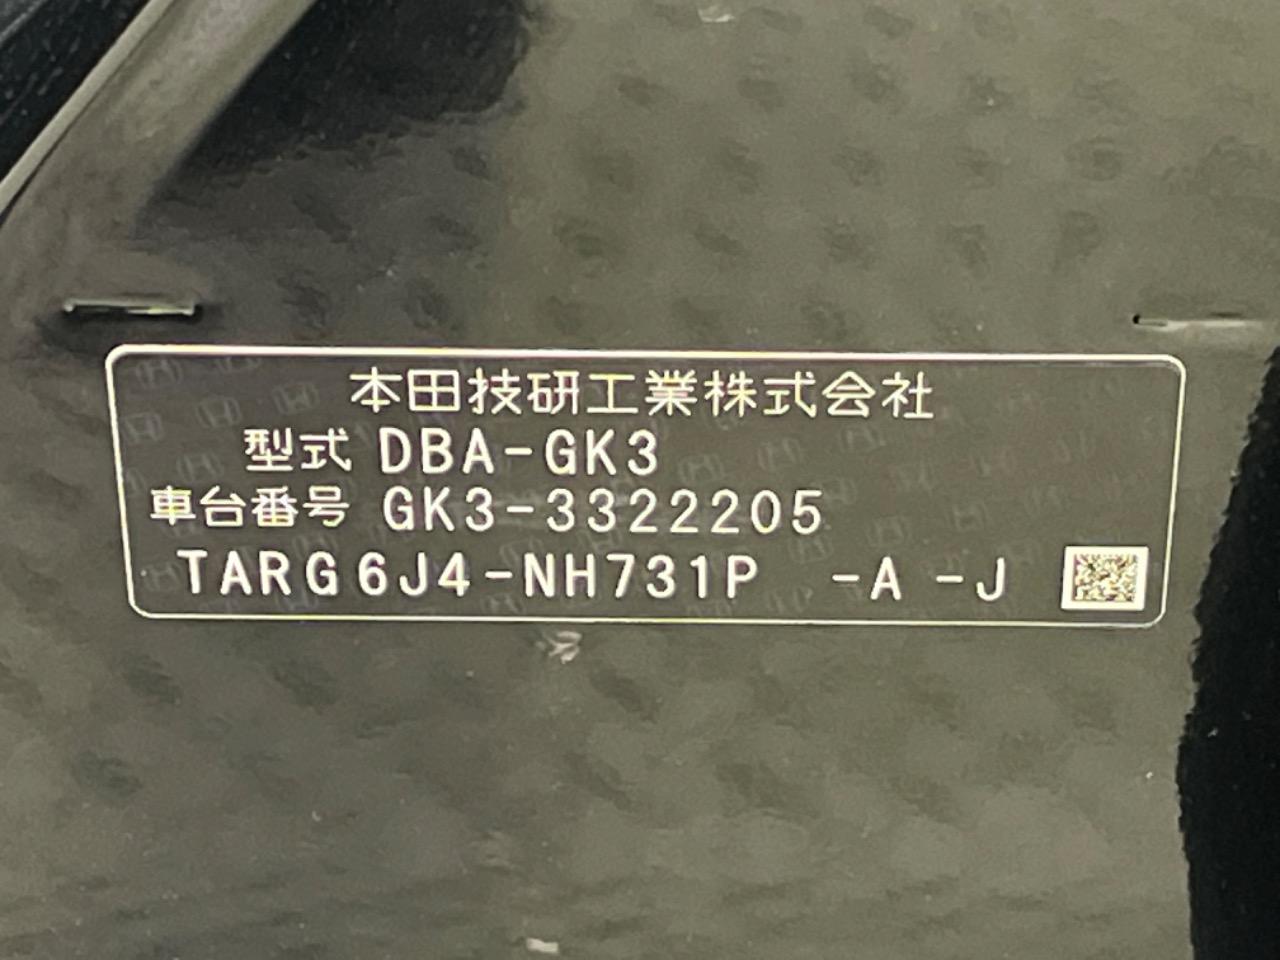 本田技研工業株式会社
型式 DBA-GK3
車台番号 GK3-3322205
TARG6J4-NH731P -A -J